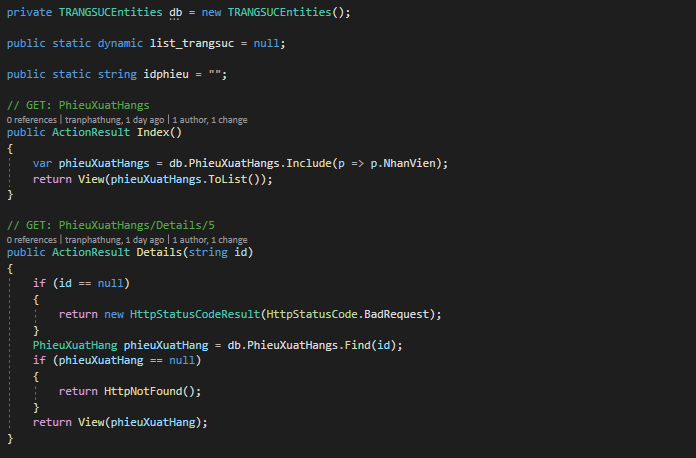 private TRANGSUCEntities db = new TRANGSUCEntities();
public static dynamic list_trangsuc = null;
public static string idphieu = "";
// GET: PhieuXuatHangs
0 references | tranphathung, 1 day ago | 1 author, 1 change
public ActionResult Index()
{
var phieuXuatHangs = db.PhieuXuatHangs.Include(p => p.NhanVien);
return View(phieuXuatHangs.ToList());
}
// GET: PhieuXuatHangs/Details/5
0 references | tranphathung, 1 day ago | 1 author, 1 change
public ActionResult Details(string id)
{
if (id == null)
{
return new HttpStatusCodeResult(HttpStatusCode.BadRequest);
}
PhieuXuatHang phieuXuatHang = db.PhieuXuatHangs.Find(id);
if (phieuXuatHang == null)
{
return HttpNotFound();
}
return View(phieuXuatHang);
}